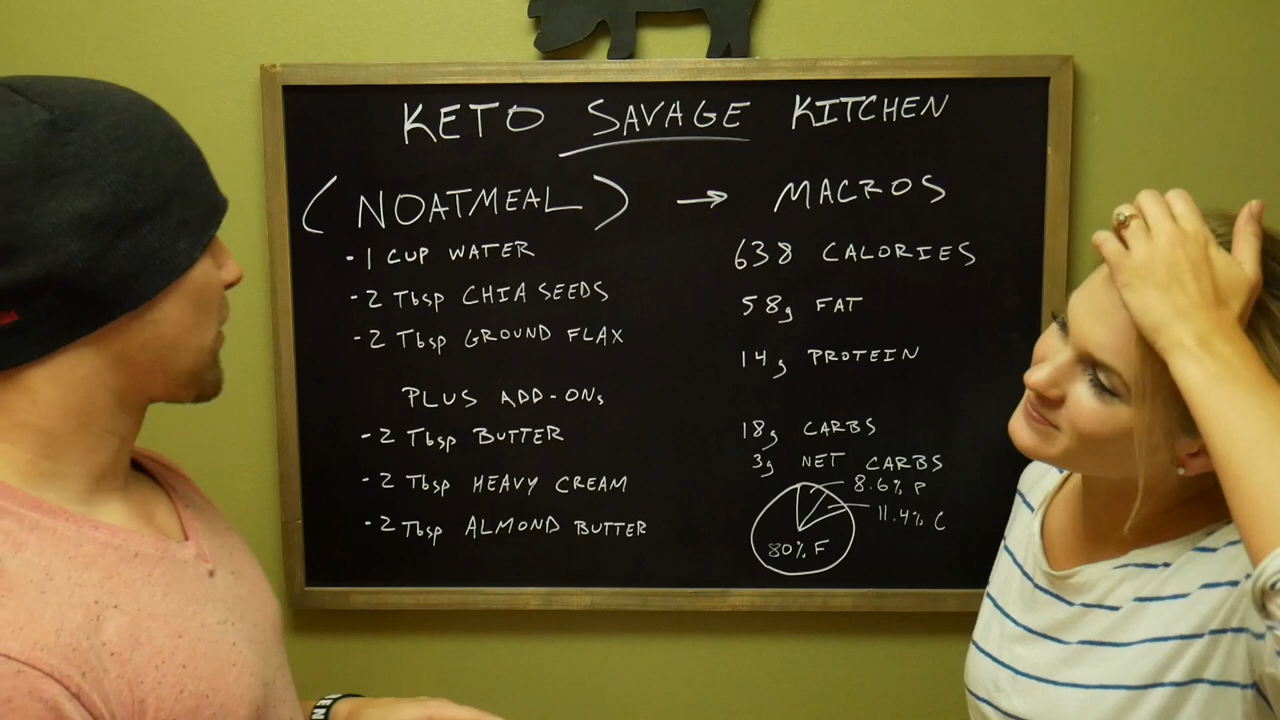 KETO SAVAGE KITCHEN
(NOATMEAL) → MACROS
- 1 CUP WATER
- 2 Tbsp CHIA SEEDS
- 2 Tbsp GROUND FLAX
PLUS ADD-ONs
- 2 Tbsp BUTTER
- 2 Tbsp HEAVY CREAM
- 2 Tbsp ALMOND BUTTER
638 CALORIES
58g FAT
14g PROTEIN
18g CARBS
3g NET CARBS
8.6% P
11.4% C
80% F